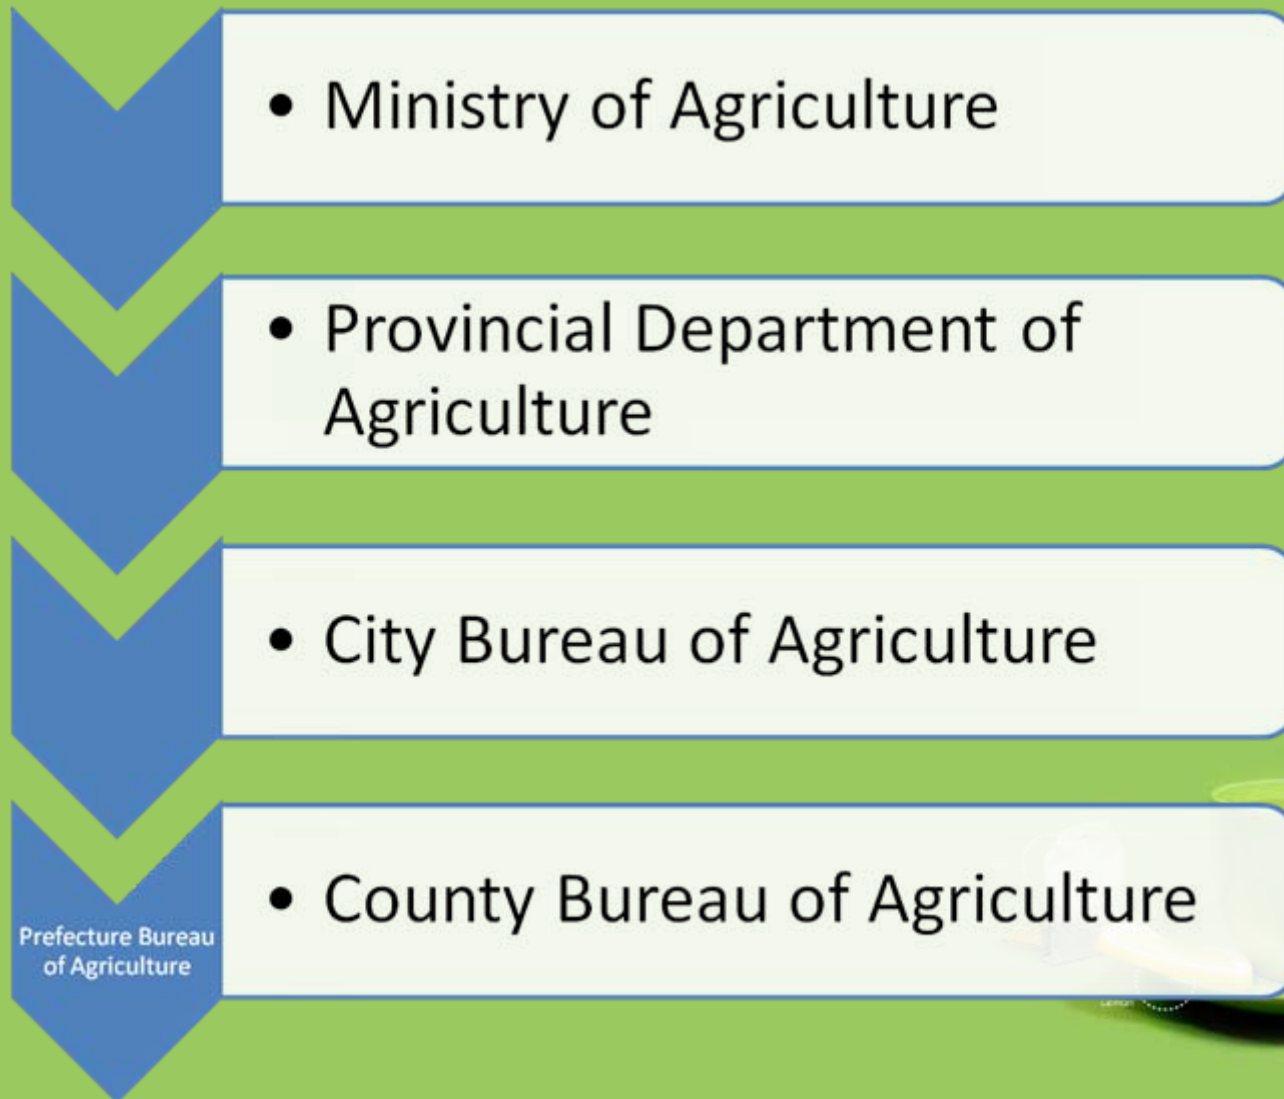 • Ministry of Agriculture
• Provincial Department of
Agriculture
• City Bureau of Agriculture
• County Bureau of Agriculture
Prefecture Bureau
of Agriculture